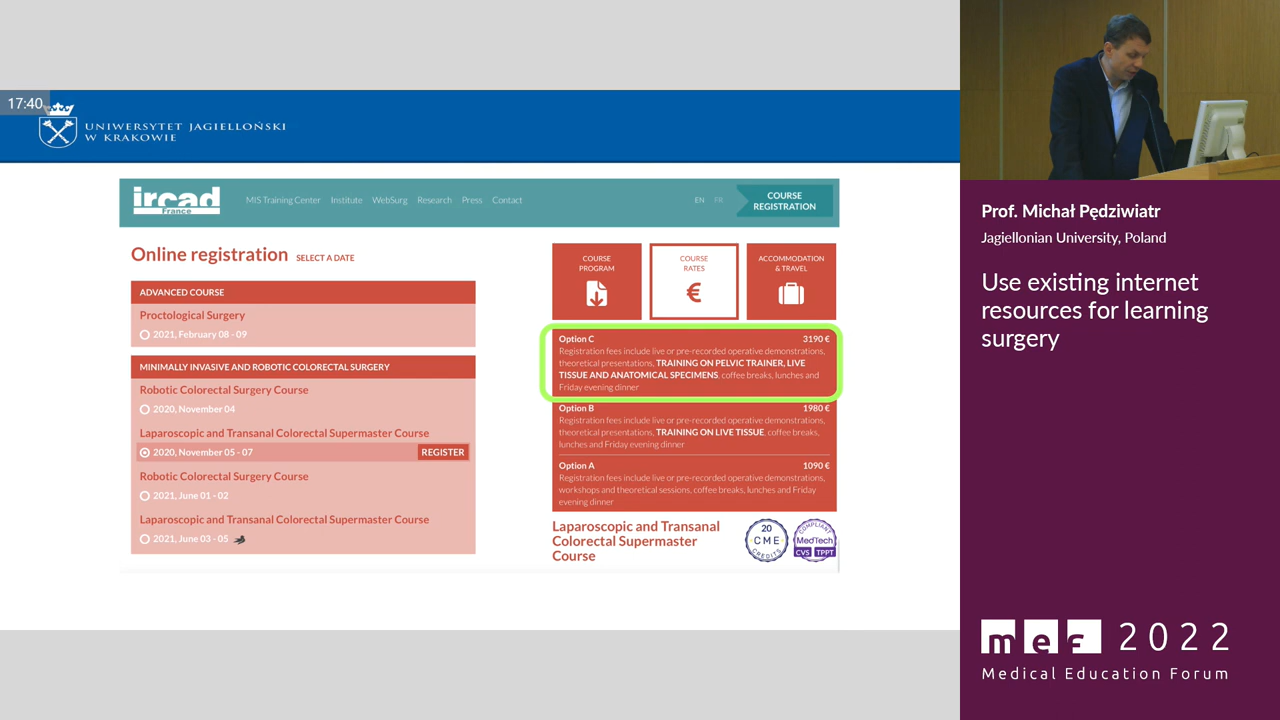 17:40
UNIWERSYTET JAGIELLOŃSKI
W KRAKOWIE
ircad
France
MIS Training Center Institute WebSurg Research Press Contact
EN FR
COURSE
REGISTRATION
Online registration SELECT A DATE
ADVANCED COURSE
Proctological Surgery
2021, February 08 - 09
MINIMALLY INVASIVE AND ROBOTIC COLORECTAL SURGERY
Robotic Colorectal Surgery Course
2020, November 04
Laparoscopic and Transanal Colorectal Supermaster Course
2020, November 05 - 07 REGISTER
Robotic Colorectal Surgery Course
2021, June 01 - 02
Laparoscopic and Transanal Colorectal Supermaster Course
2021, June 03 - 05
COURSE
PROGRAM
COURSE
RATES
€
ACCOMMODATION
& TRAVEL
Option C 3190 €
Registration fees include live or pre-recorded operative demonstrations,
theoretical presentations, TRAINING ON PELVIC TRAINER, LIVE
TISSUE AND ANATOMICAL SPECIMENS, coffee breaks, lunches and
Friday evening dinner
Option B 1980 €
Registration fees include live or pre-recorded operative demonstrations,
theoretical presentations, TRAINING ON LIVE TISSUE, coffee breaks,
lunches and Friday evening dinner
Option A 1090 €
Registration fees include live or pre-recorded operative demonstrations,
workshops and theoretical sessions, coffee breaks, lunches and Friday
evening dinner
Laparoscopic and Transanal
Colorectal Supermaster
Course
20
CME
CREDITS
COMPLIANT
MedTech
CVS TPPT
Prof. Michał Pędziwiatr
Jagiellonian University, Poland
Use existing internet
resources for learning
surgery
mef 2022
Medical Education Forum